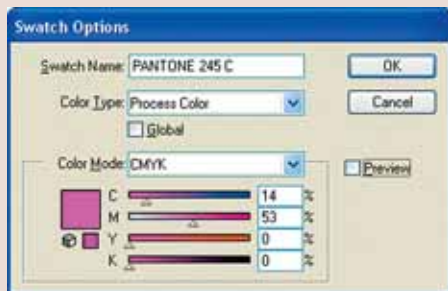 Swatch Options
Swatch Name: PANTONE 245 C
OK
Color Type: Process Color
Cancel
Global
Color Mode: CMYK
Preview
C 14 %
M 53 %
Y 0 %
K 0 %